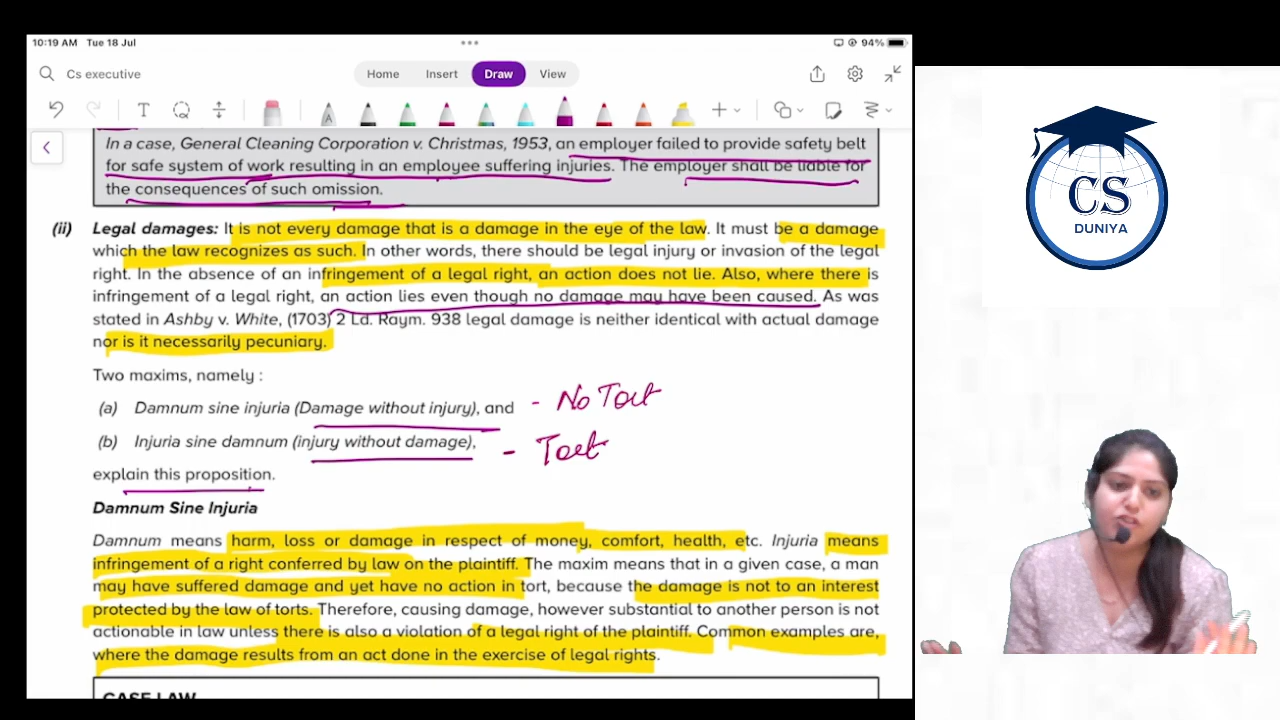 10:19 AM Tue 18 Jul
94%
Cs executive
Home Insert Draw View
In a case, General Cleaning Corporation v. Christmas, 1953, an employer failed to provide safety belt
for safe system of work resulting in an employee suffering injuries. The employer shall be liable for
the consequences of such omission.
(ii) Legal damages: It is not every damage that is a damage in the eye of the law. It must be a damage
which the law recognizes as such. In other words, there should be legal injury or invasion of the legal
right. In the absence of an infringement of a legal right, an action does not lie. Also, where there is
infringement of a legal right, an action lies even though no damage may have been caused. As was
stated in Ashby v. White, (1703) 2 Ld. Raym. 938 legal damage is neither identical with actual damage
nor is it necessarily pecuniary.
Two maxims, namely :
(a) Damnum sine injuria (Damage without injury), and - No Tort
(b) Injuria sine damnum (injury without damage), - Tort
explain this proposition.
Damnum Sine Injuria
Damnum means harm, loss or damage in respect of money, comfort, health, etc. Injuria means
infringement of a right conferred by law on the plaintiff. The maxim means that in a given case, a man
may have suffered damage and yet have no action in tort, because the damage is not to an interest
protected by the law of torts. Therefore, causing damage, however substantial to another person is not
actionable in law unless there is also a violation of a legal right of the plaintiff. Common examples are,
where the damage results from an act done in the exercise of legal rights.
CASE LAW
CS
DUNIYA